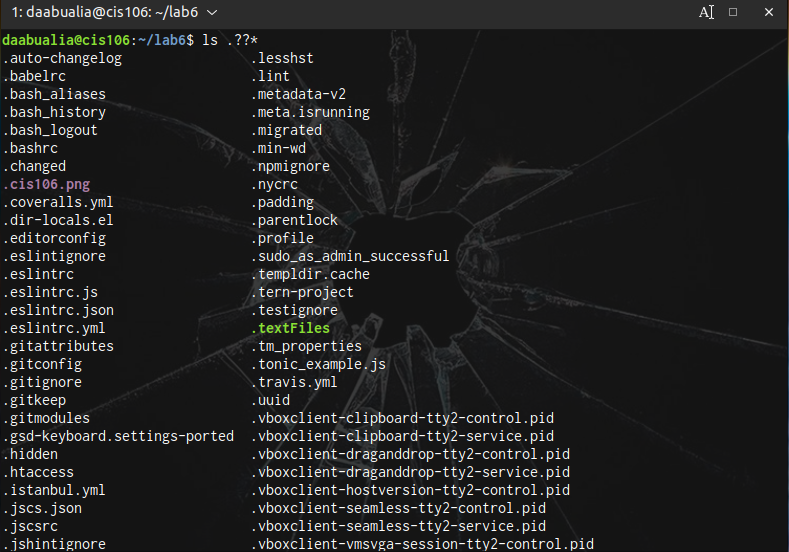 1: daabualia@cis106: ~/lab6
daabualia@cis106:~/lab6$ ls .??*
.auto-changelog .lesshst
.babelrc .lint
.bash_aliases .metadata-v2
.bash_history .meta.isrunning
.bash_logout .migrated
.bashrc .min-wd
.changed .npmignore
.cis106.png .nycrc
.coveralls.yml .padding
.dir-locals.el .parentlock
.editorconfig .profile
.eslintignore .sudo_as_admin_successful
.eslintrc .templdir.cache
.eslintrc.js .tern-project
.eslintrc.json .testignore
.eslintrc.yml .textFiles
.gitattributes .tm_properties
.gitconfig .tonic_example.js
.gitignore .travis.yml
.gitkeep .uuid
.gitmodules .vboxclient-clipboard-tty2-control.pid
.gsd-keyboard.settings-ported .vboxclient-clipboard-tty2-service.pid
.hidden .vboxclient-draganddrop-tty2-control.pid
.htaccess .vboxclient-draganddrop-tty2-service.pid
.istanbul.yml .vboxclient-hostversion-tty2-control.pid
.jscs.json .vboxclient-seamless-tty2-control.pid
.jscsrc .vboxclient-seamless-tty2-service.pid
.jshintignore .vboxclient-vmsvga-session-tty2-control.pid